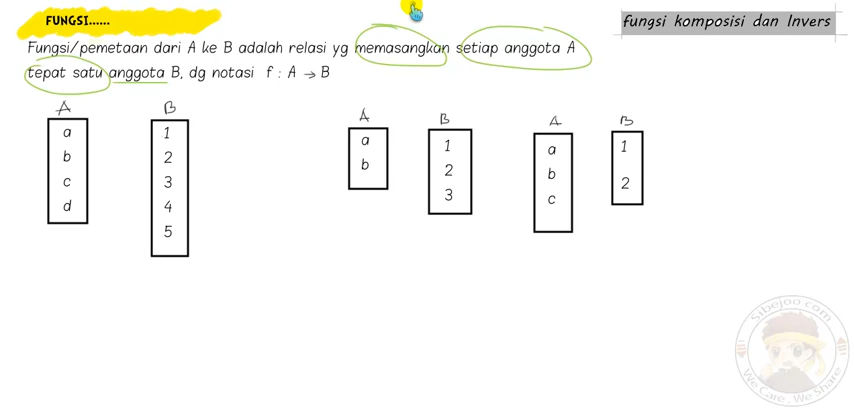 FUNGSI......
fungsi komposisi dan Invers
Fungsi/pemetaan dari A ke B adalah relasi yg memasangkan setiap anggota A
tepat satu anggota B, dg notasi f : A → B
A B
a 1
b 2
c 3
d 4
5
A B
a 1
b 2
3
A B
a 1
b 2
c
Sibejoo.com
We Care, We Share